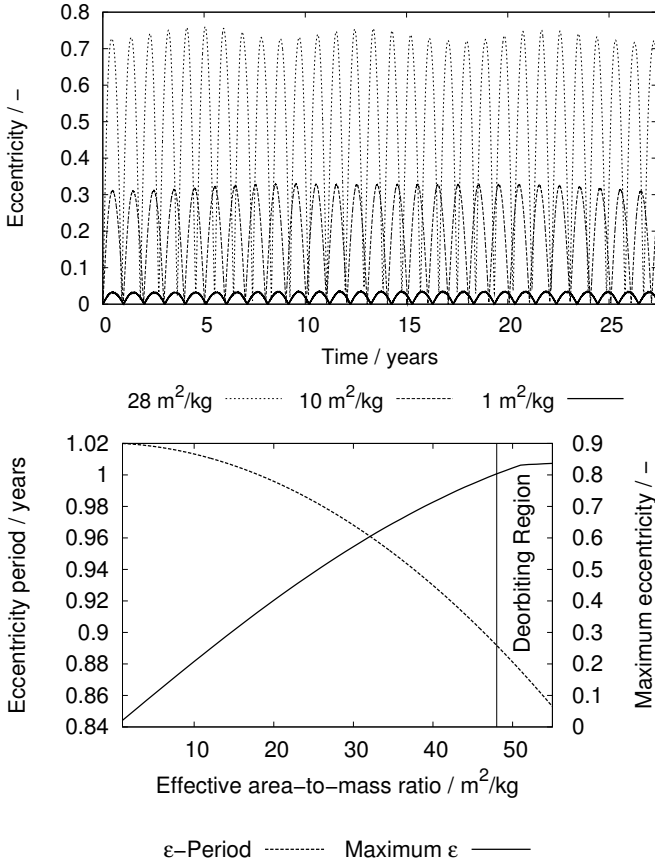 0.8
0.7
0.6
0.5
0.4
0.3
0.2
0.1
0
Eccentricity / −
0 5 10 15 20 25
Time / years
28 m²/kg 10 m²/kg 1 m²/kg
1.02
1
0.98
0.96
0.94
0.92
0.9
0.88
0.86
0.84
Eccentricity period / years
0.9
0.8
0.7
0.6
0.5
0.4
0.3
0.2
0.1
0
Maximum eccentricity / −
Deorbiting Region
10 20 30 40 50
Effective area−to−mass ratio / m²/kg
ε−Period Maximum ε